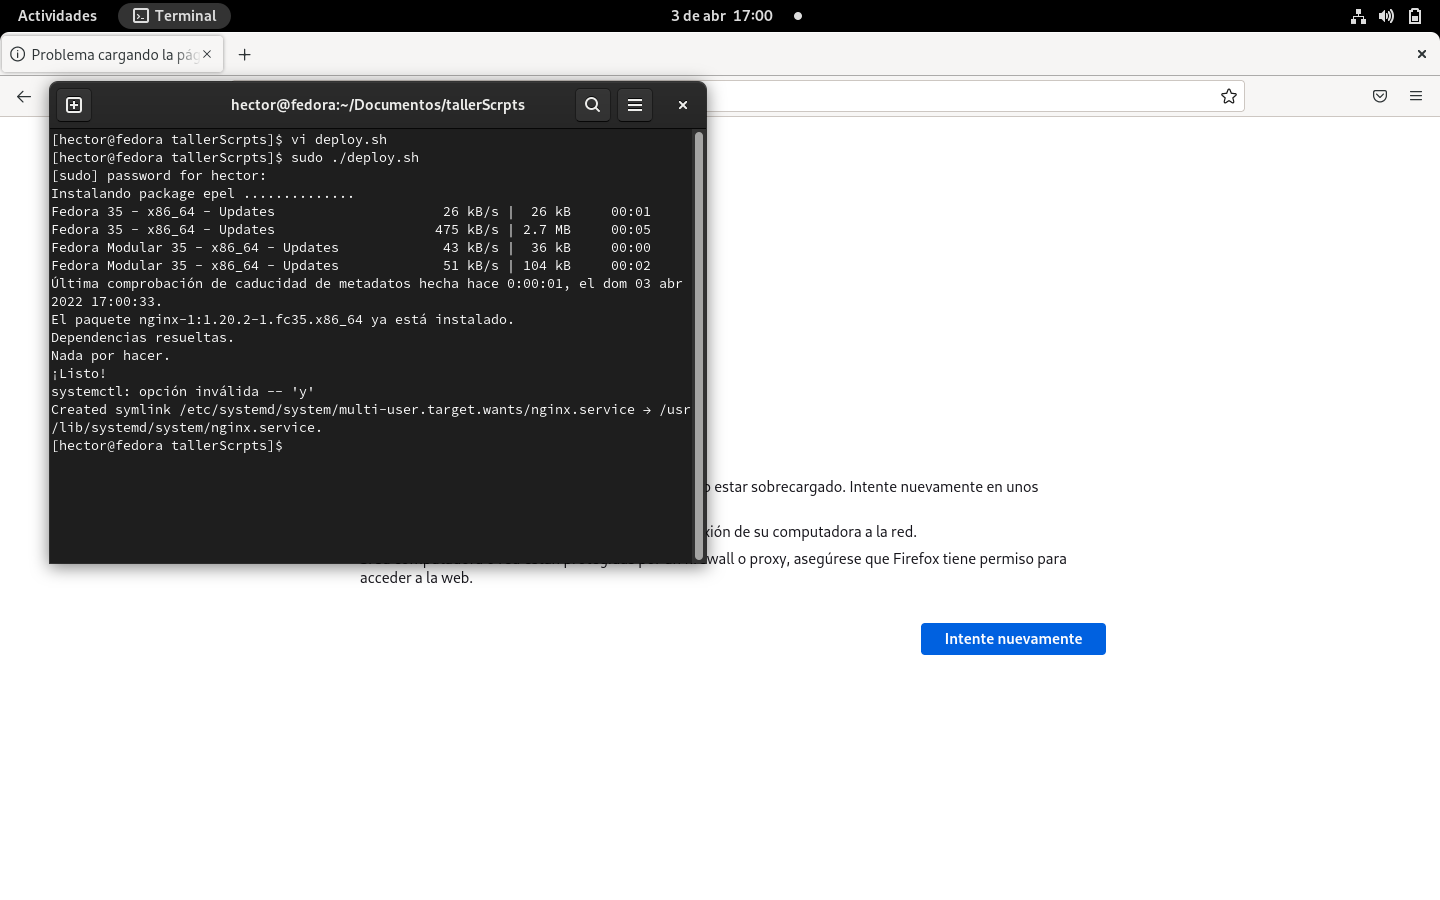 Actividades
Terminal
3 de abr 17:00
Problema cargando la pág
hector@fedora:~/Documentos/tallerScrpts
[hector@fedora tallerScrpts]$ vi deploy.sh
[hector@fedora tallerScrpts]$ sudo ./deploy.sh
[sudo] password for hector:
Instalando package epel ..............
Fedora 35 - x86_64 - Updates 26 kB/s | 26 kB 00:01
Fedora 35 - x86_64 - Updates 475 kB/s | 2.7 MB 00:05
Fedora Modular 35 - x86_64 - Updates 43 kB/s | 36 kB 00:00
Fedora Modular 35 - x86_64 - Updates 51 kB/s | 104 kB 00:02
Última comprobación de caducidad de metadatos hecha hace 0:00:01, el dom 03 abr
2022 17:00:33.
El paquete nginx-1:1.20.2-1.fc35.x86_64 ya está instalado.
Dependencias resueltas.
Nada por hacer.
¡Listo!
systemctl: opción inválida -- 'y'
Created symlink /etc/systemd/system/multi-user.target.wants/nginx.service → /usr
/lib/systemd/system/nginx.service.
[hector@fedora tallerScrpts]$
estar sobrecargado. Intente nuevamente en unos
xión de su computadora a la red.
wall o proxy, asegúrese que Firefox tiene permiso para
acceder a la web.
Intente nuevamente